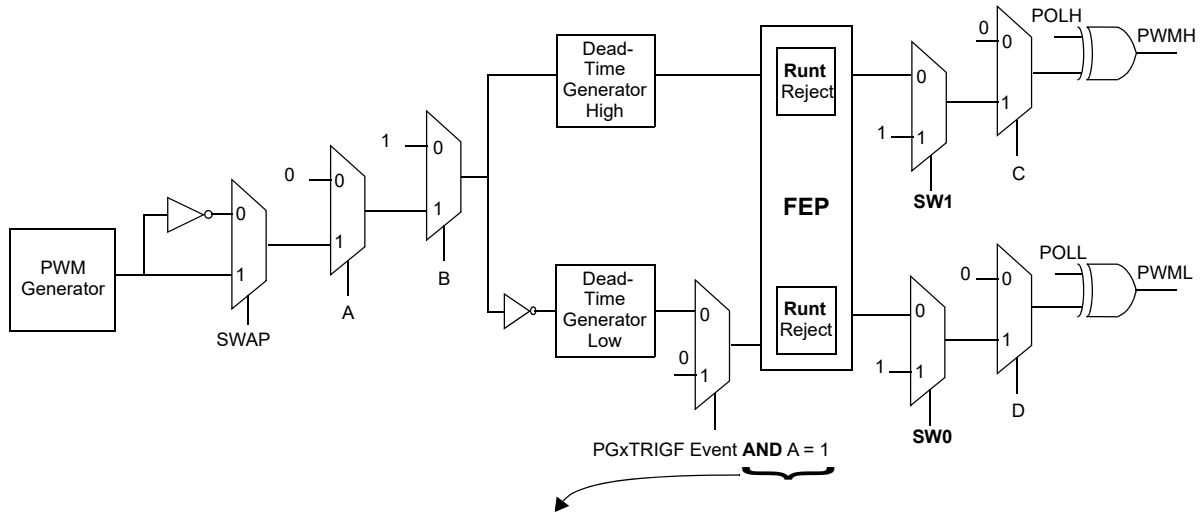 POLH
PWMH
0
0
1
C
Dead-
Time
Generator
High
Runt
Reject
0
1
1
SW1
1
0
1
B
0
0
1
A
0
1
SWAP
PWM
Generator
FEP
Dead-
Time
Generator
Low
0
0
1
PGxTRIGF Event AND A = 1
Runt
Reject
0
1
1
SW0
POLL
PWML
0
0
1
D